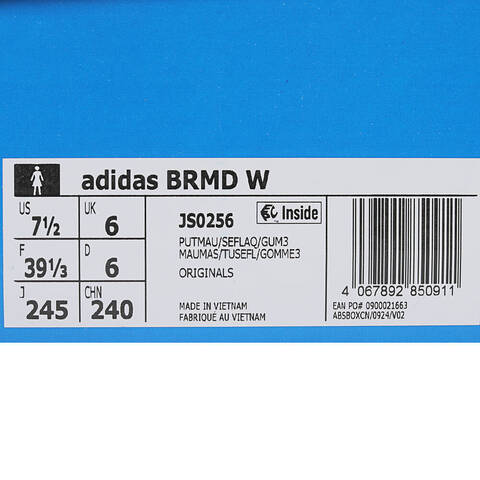 adidas BRMD W
US 7½ UK 6
F 39⅓ D 6
J 245 CHN 240
JS0256
Inside
PUTMAU/SEFLAQ/GUM3
MAUMAS/TUSEFL/GOMME3
ORIGINALS
MADE IN VIETNAM
FABRIQUÉ AU VIETNAM
4 067892 850911
EAN PO# 0900021663
ABSBOXCN/0924/V02